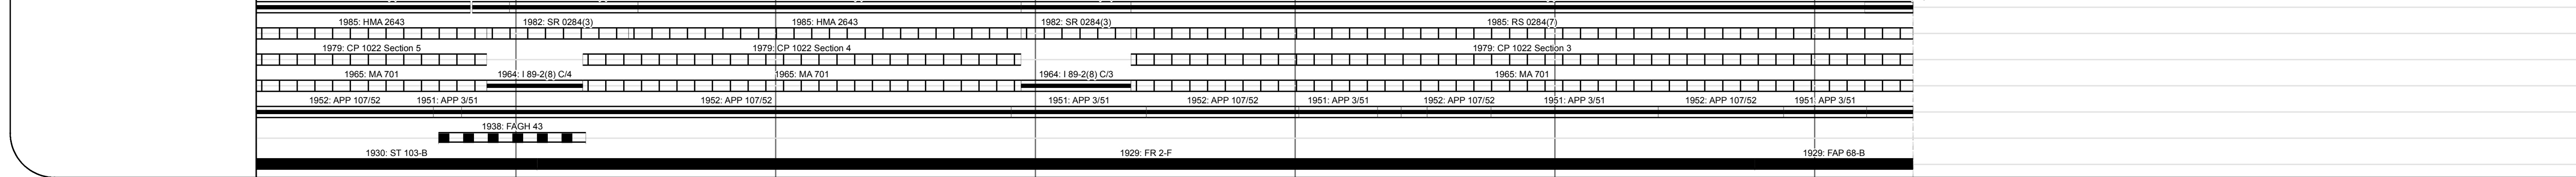 1985: HMA 2643 1982: SR 0284(3) 1985: HMA 2643 1982: SR 0284(3) 1985: RS 0284(7)
1979: CP 1022 Section 5 1979: CP 1022 Section 4 1979: CP 1022 Section 3
1965: MA 701 1964: I 89-2(8) C/4 1965: MA 701 1964: I 89-2(8) C/3 1965: MA 701
1952: APP 107/52 1951: APP 3/51 1952: APP 107/52 1951: APP 3/51 1952: APP 107/52 1951: APP 3/51 1952: APP 107/52 1951: APP 3/51 1952: APP 107/52 1951: APP 3/51
1938: FAGH 43
1930: ST 103-B 1929: FR 2-F 1929: FAP 68-B